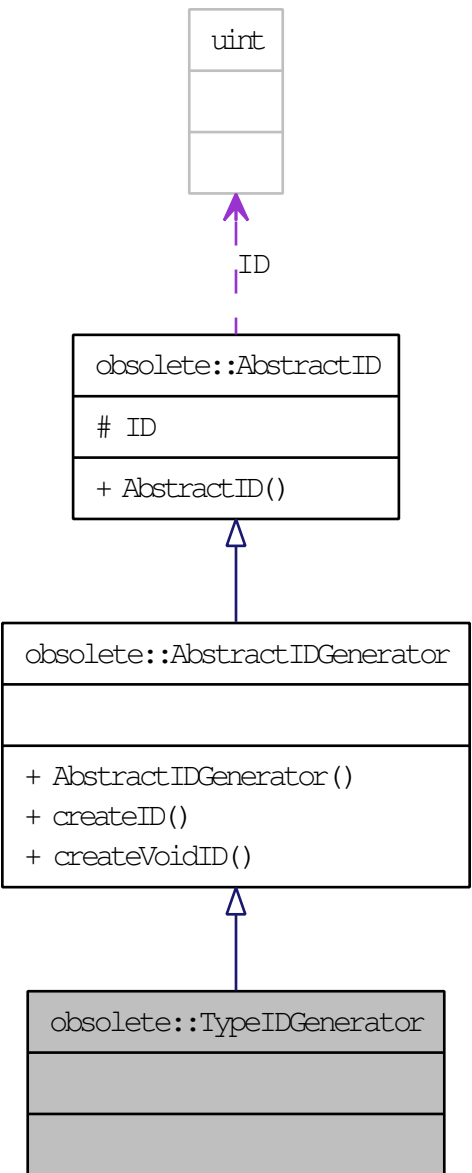 uint
ID
obsolete::AbstractID
# ID
+ AbstractID()
obsolete::AbstractIDGenerator
+ AbstractIDGenerator()
+ createID()
+ createVoidID()
obsolete::TypeIDGenerator